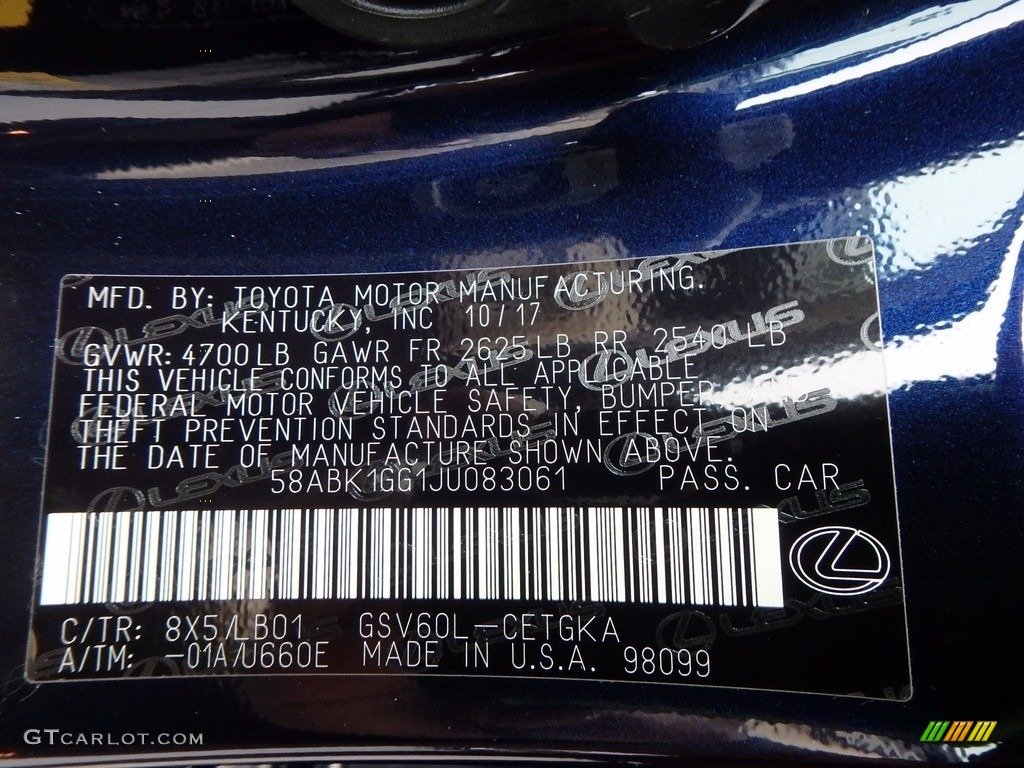 MFD. BY: TOYOTA MOTOR MANUFACTURING.
KENTUCKY, INC 10/17
GVWR: 4700LB GAWR FR 2625LB RR 2540 LB
THIS VEHICLE CONFORMS TO ALL APPLICABLE
FEDERAL MOTOR VEHICLE SAFETY, BUMPER,
THEFT PREVENTION STANDARDS IN EFFECT ON
THE DATE OF MANUFACTURE SHOWN ABOVE.
58ABK1GG1JU083061 PASS. CAR
C/TR: 8X5/LB01 GSV60L-CETGKA
A/TM: -01A/U660E MADE IN U.S.A. 98099
GTCARLOT.COM